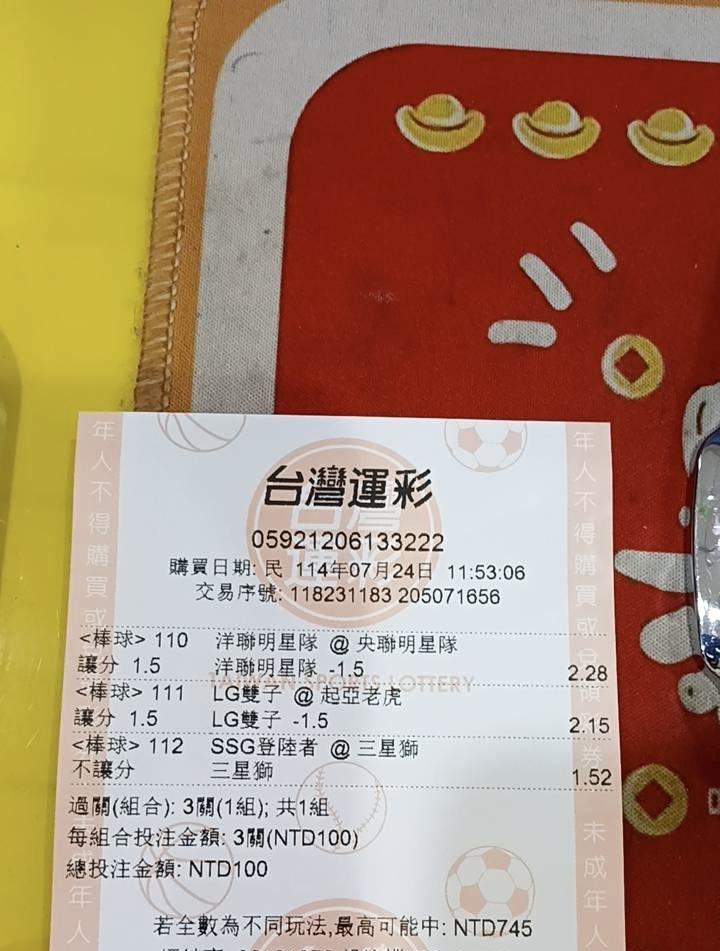 台灣運彩
05921206133222
購買日期: 民 114年07月24日 11:53:06
交易序號: 118231183 205071656
<棒球> 110 洋聯明星隊 @ 央聯明星隊
讓分 1.5 洋聯明星隊 -1.5 2.28
TAIWAN SPORTS LOTTERY
<棒球> 111 LG雙子 @ 起亞老虎
讓分 1.5 LG雙子 -1.5 2.15
<棒球> 112 SSG登陸者 @ 三星獅
不讓分 三星獅 1.52
過關(組合): 3關(1組); 共1組
每組合投注金額: 3關(NTD100)
總投注金額: NTD100
若全數為不同玩法,最高可能中: NTD745
年人不得購買或
年人不得購買或
券
未成年人
年人